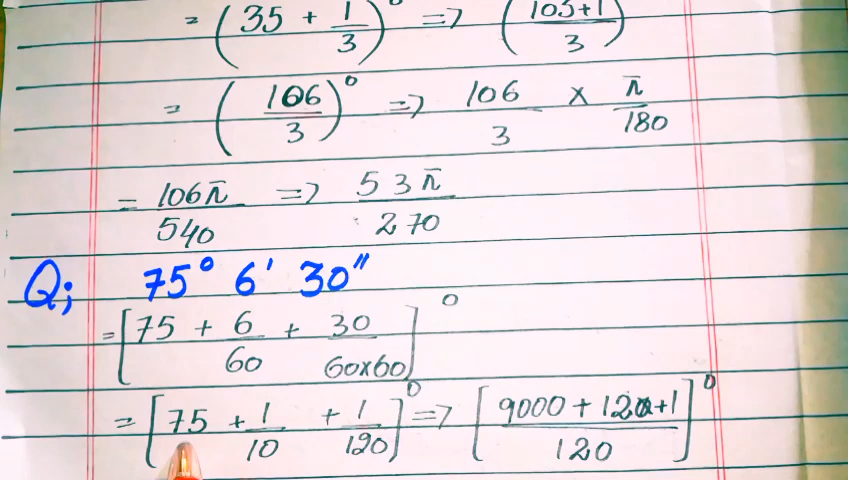 = (35 + 1/3)° => (105+1/3)
= (106/3)° => 106/3 × π/180
= 106π/540 => 53π/270
Q; 75° 6' 30"
= [75 + 6/60 + 30/60×60]°
= [75 + 1/10 + 1/120]° => [9000 + 12+1/120]°